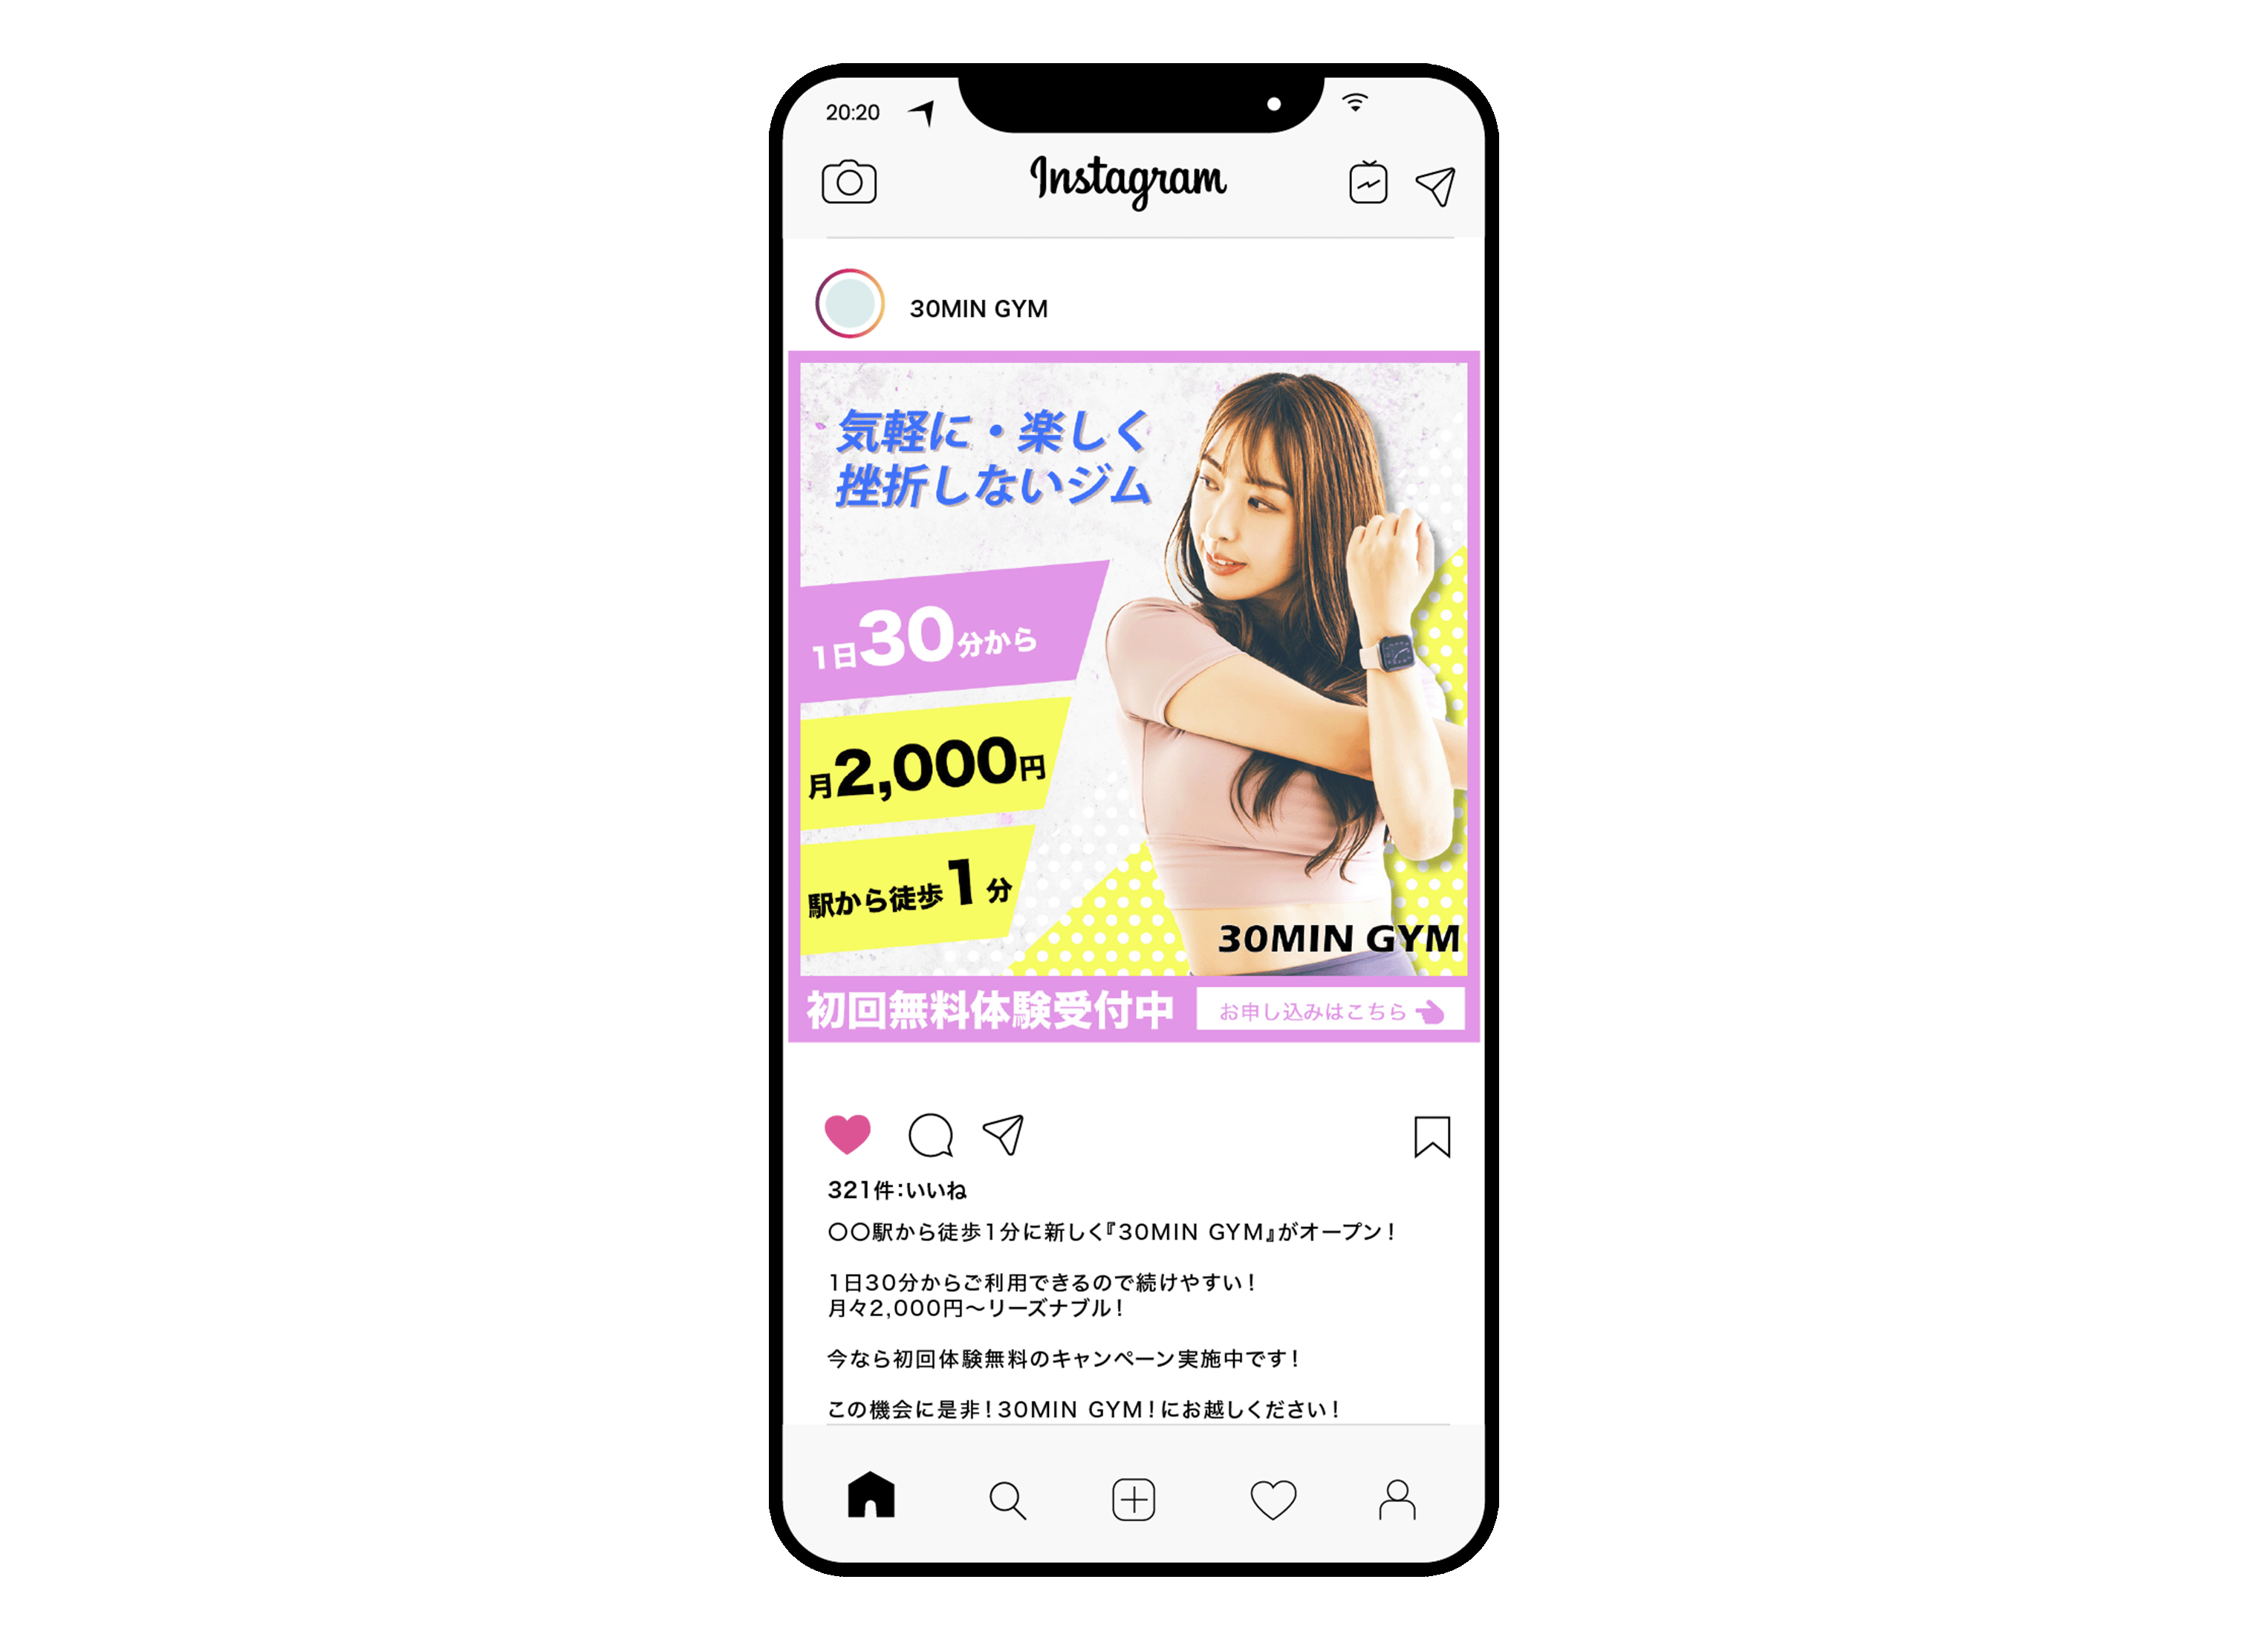 20:20
Instagram
30MIN GYM
気軽に・楽しく
挫折しないジム
1日30分から
月2,000円
駅から徒歩1分
30MIN GYM
初回無料体験受付中
お申し込みはこちら
321件:いいね
〇〇駅から徒歩1分に新しく『30MIN GYM』がオープン！
1日30分からご利用できるので続けやすい！
月々2,000円〜リーズナブル！
今なら初回体験無料のキャンペーン実施中です！
この機会に是非！30MIN GYM！にお越しください！